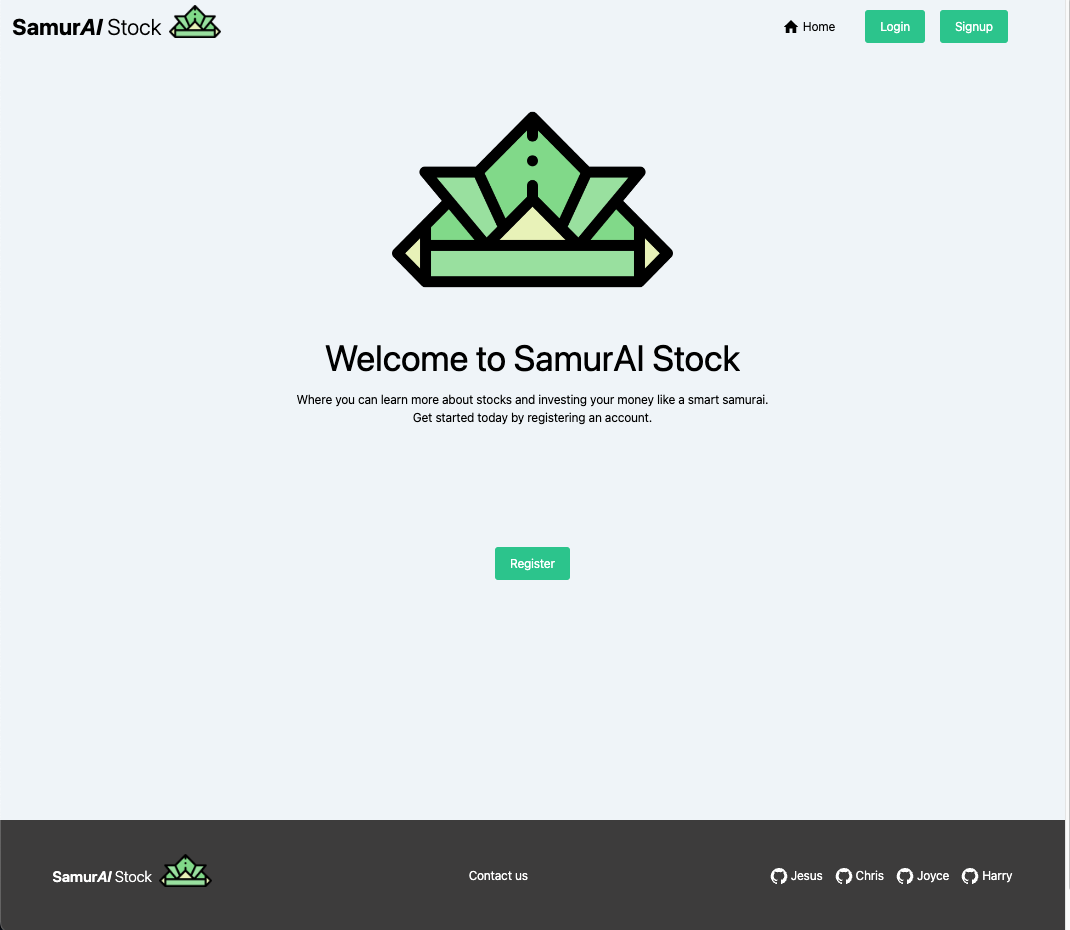 SamurAI Stock
Home
Login
Signup
Welcome to SamurAI Stock
Where you can learn more about stocks and investing your money like a smart samurai.
Get started today by registering an account.
Register
SamurAI Stock
Contact us
Jesus
Chris
Joyce
Harry